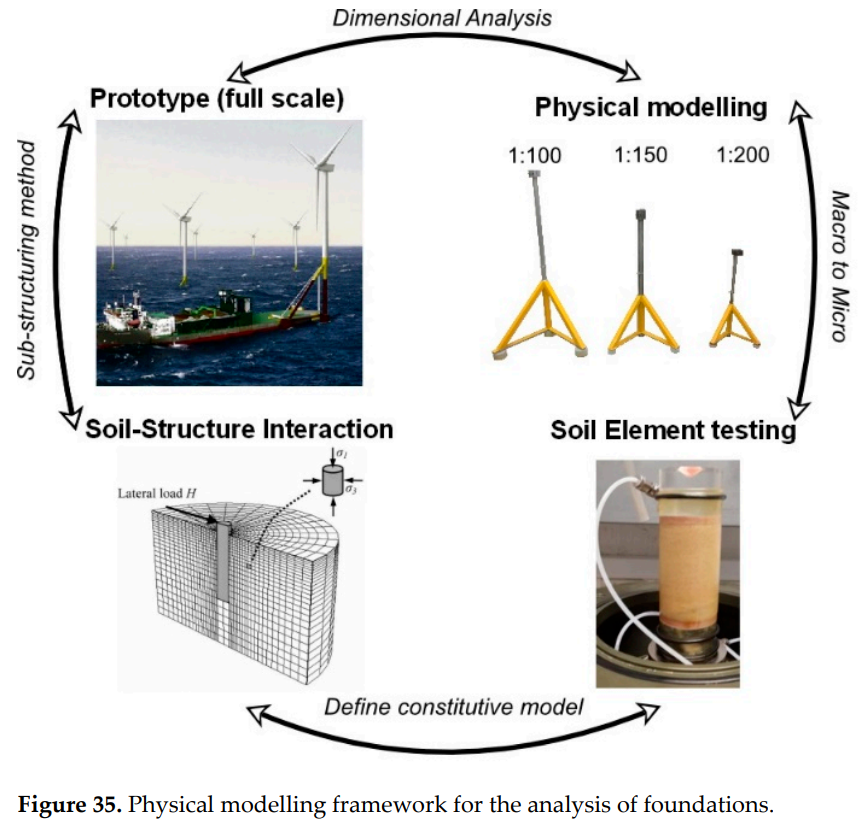 Dimensional Analysis
Prototype (full scale)
Physical modelling
1:100 1:150 1:200
Sub-structuring method
Macro to Micro
Soil-Structure Interaction
Soil Element testing
σ1
σ3
Lateral load H
Define constitutive model
Figure 35. Physical modelling framework for the analysis of foundations.